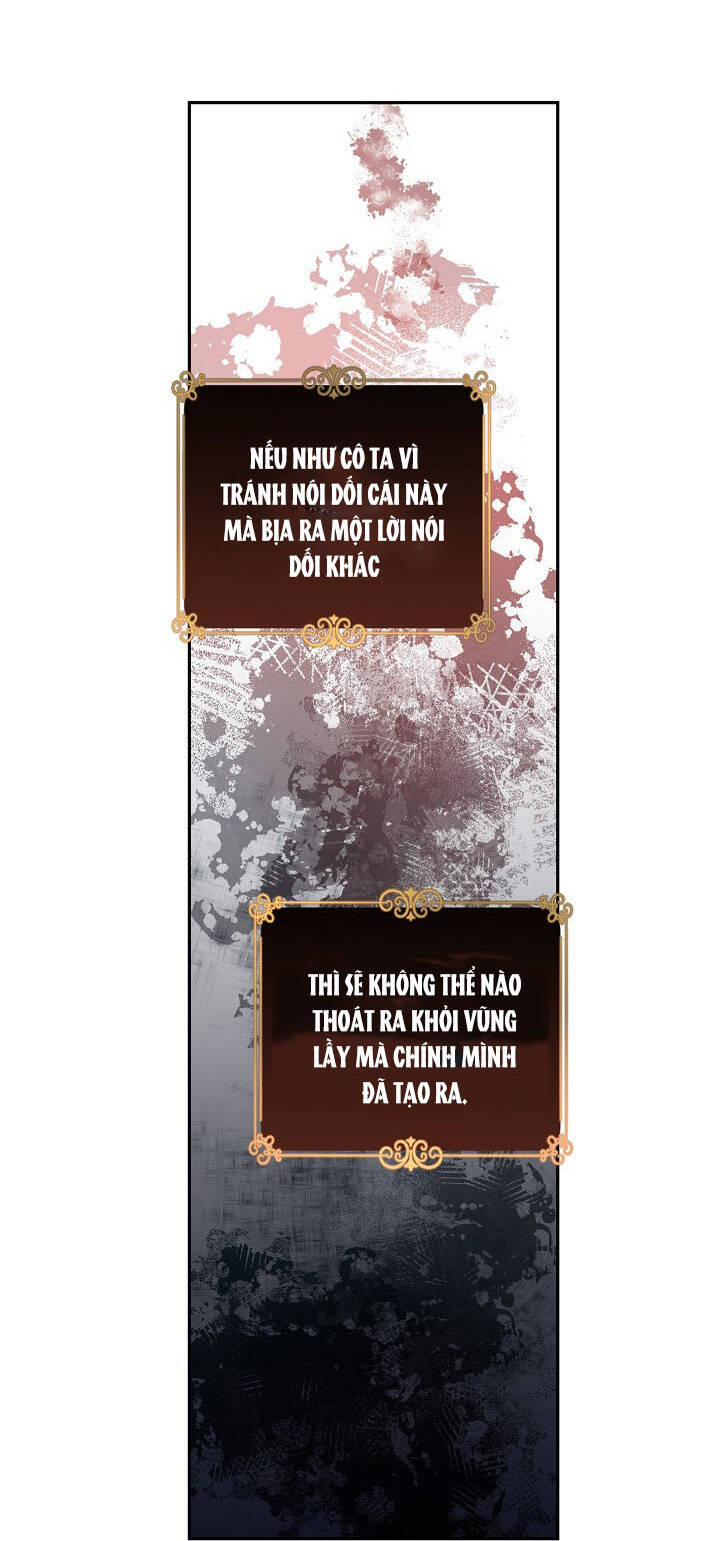 NẾU NHƯ CÔ TA VÌ
TRÁNH NÓI DỐI CÁI NÀY
MÀ BỊA RA MỘT LỜI NÓI
DỐI KHÁC
THÌ SẼ KHÔNG THỂ NÀO
THOÁT RA KHỎI VŨNG
LẦY MÀ CHÍNH MÌNH
ĐÃ TẠO RA.